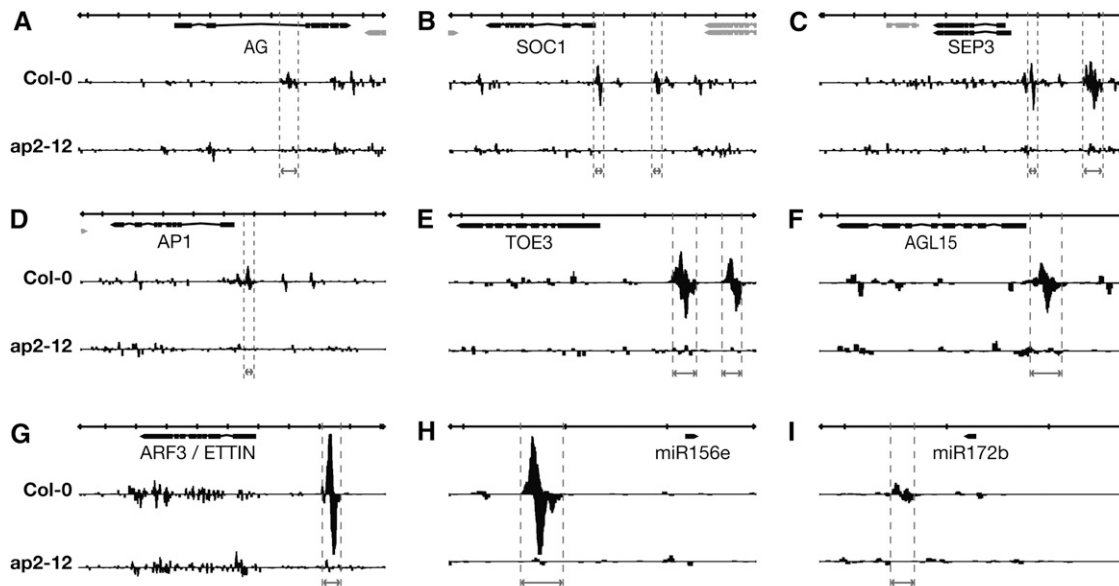 A
AG
Col-0
ap2-12
B
SOC1
C
SEP3
D
AP1
Col-0
ap2-12
E
TOE3
F
AGL15
G
ARF3 / ETTIN
Col-0
ap2-12
H
miR156e
I
miR172b